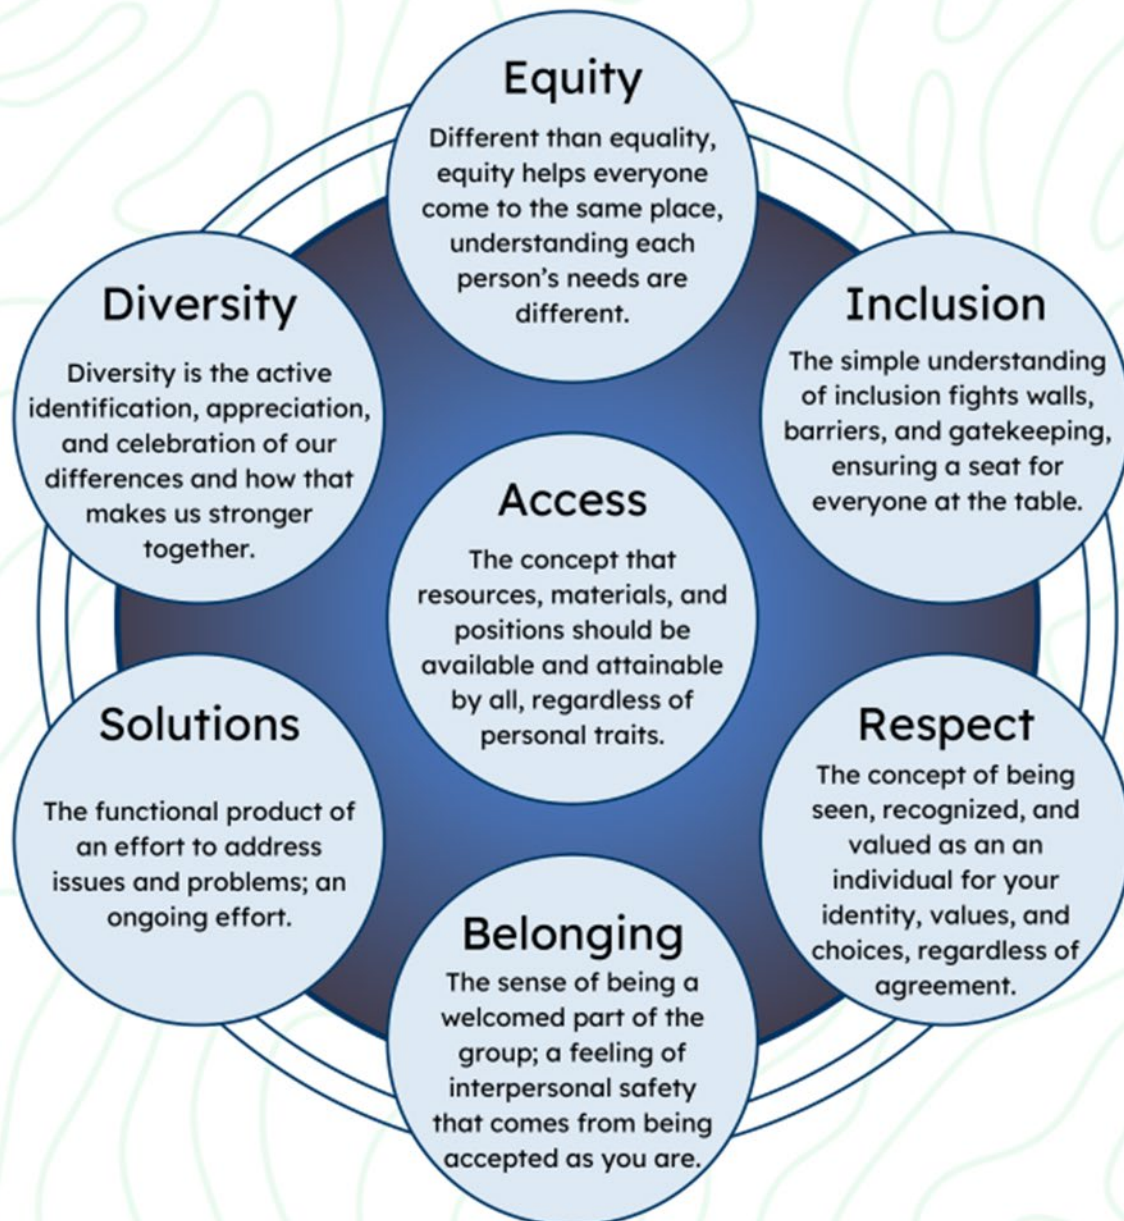 Equity
Different than equality,
equity helps everyone
come to the same place,
understanding each
person's needs are
different.
Diversity
Diversity is the active
identification, appreciation,
and celebration of our
differences and how that
makes us stronger
together.
Inclusion
The simple understanding
of inclusion fights walls,
barriers, and gatekeeping,
ensuring a seat for
everyone at the table.
Access
The concept that
resources, materials, and
positions should be
available and attainable
by all, regardless of
personal traits.
Solutions
The functional product of
an effort to address
issues and problems; an
ongoing effort.
Respect
The concept of being
seen, recognized, and
valued as an an
individual for your
identity, values, and
choices, regardless of
agreement.
Belonging
The sense of being a
welcomed part of the
group; a feeling of
interpersonal safety
that comes from being
accepted as you are.